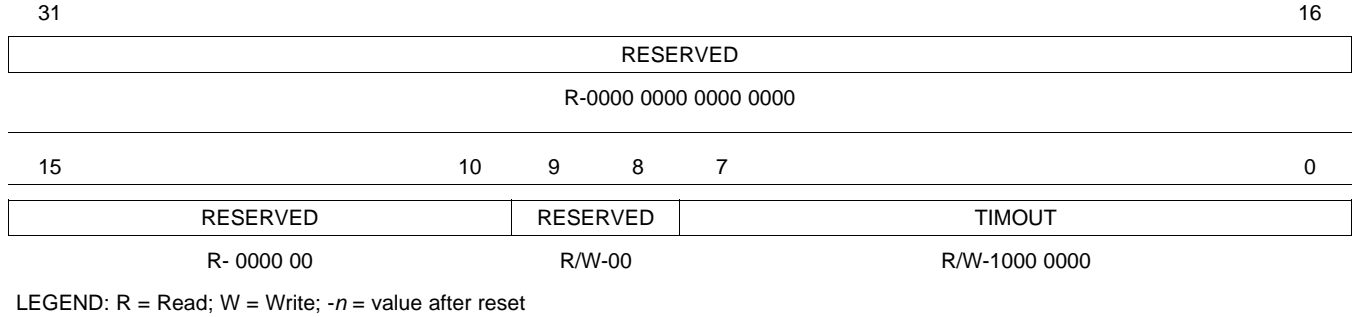 31 16
RESERVED
R-0000 0000 0000 0000
15 10 9 8 7 0
RESERVED RESERVED TIMOUT
R- 0000 00 R/W-00 R/W-1000 0000
LEGEND: R = Read; W = Write; -n = value after reset